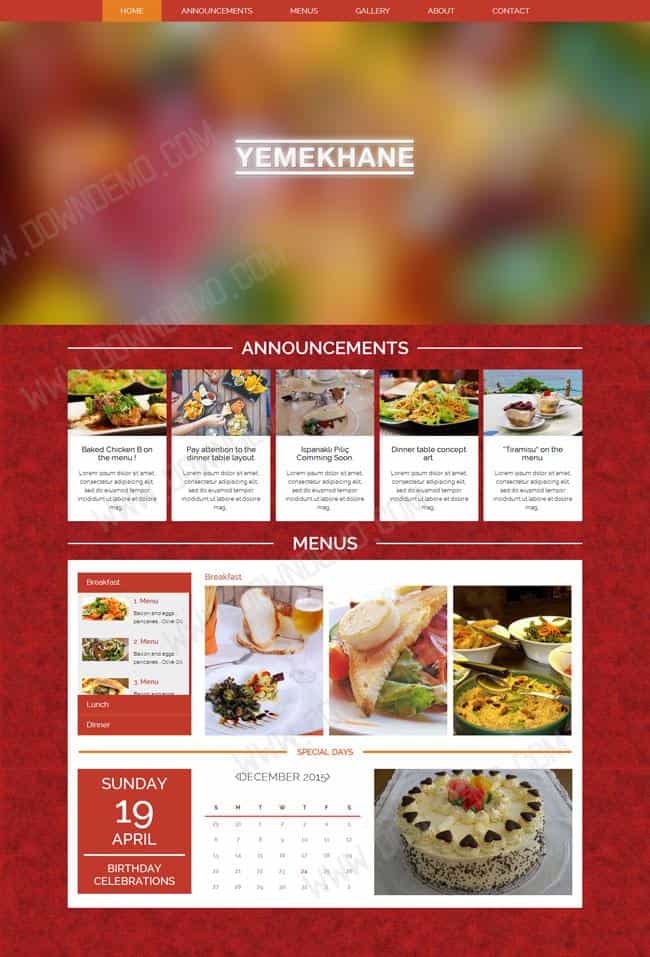 HOME ANNOUNCEMENTS MENUS GALLERY ABOUT CONTACT
YEMEKHANE
WWW.DOWNDEMO.COM
ANNOUNCEMENTS
Baked Chicken B on
the menu !
Lorem ipsum dolor sit amet,
consectetur adipisicing elit,
sed do eiusmod tempor
incididunt ut labore et dolore
mag,
Pay attention to the
dinner table layout.
Lorem ipsum dolor sit amet,
consectetur adipisicing elit,
sed do eiusmod tempor
incididunt ut labore et dolore
mag,
Ispanaklı Piliç
Comming Soon.
Lorem ipsum dolor sit amet,
consectetur adipisicing elit,
sed do eiusmod tempor
incididunt ut labore et dolore
mag,
Dinner table concept
art.
Lorem ipsum dolor sit amet,
consectetur adipisicing elit,
sed do eiusmod tempor
incididunt ut labore et dolore
mag,
"Tiramisu" on the
menu.
Lorem ipsum dolor sit amet,
consectetur adipisicing elit,
sed do eiusmod tempor
incididunt ut labore et dolore
mag,
MENUS
Breakfast
1. Menu
Bacon and eggs ,
pancakes , Olive Oil
2. Menu
Bacon and eggs ,
pancakes , Olive Oil
3. Menu
Bacon and eggs
Lunch
Dinner
Breakfast
SPECIAL DAYS
SUNDAY
19
APRIL
BIRTHDAY
CELEBRATIONS
<DECEMBER 2015>
S M T W T F S
29 30 1 2 3 4 5
6 7 8 9 10 11 12
13 14 15 16 17 18 19
20 21 22 23 24 25 26
27 28 29 30 31 1 2